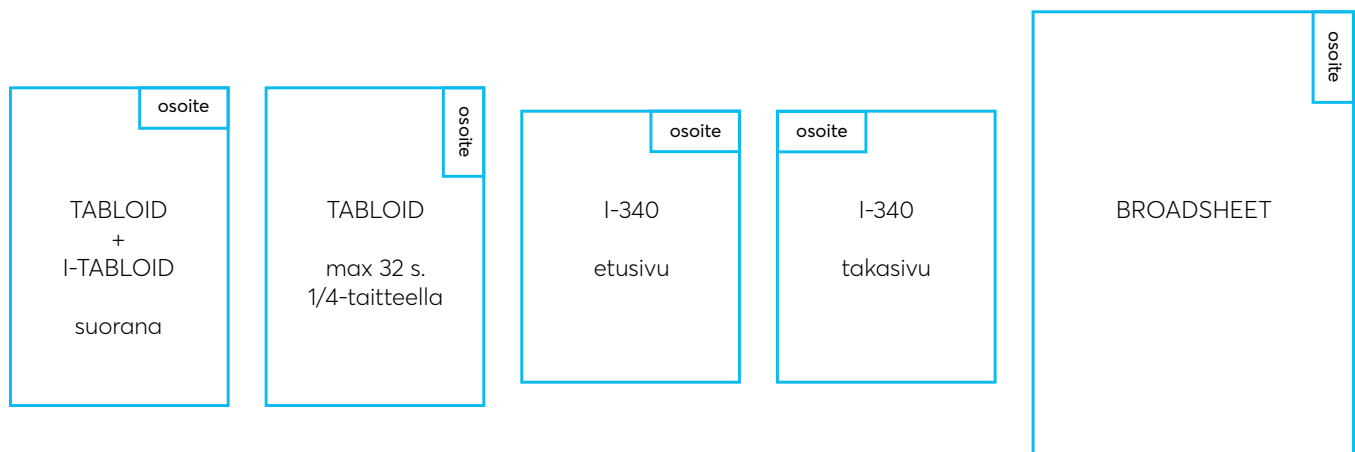 osoite
TABLOID
+
I-TABLOID
suorana
osoite
TABLOID
max 32 s.
1/4-taitteella
osoite
I-340
etusivu
osoite
I-340
takasivu
osoite
BROADSHEET